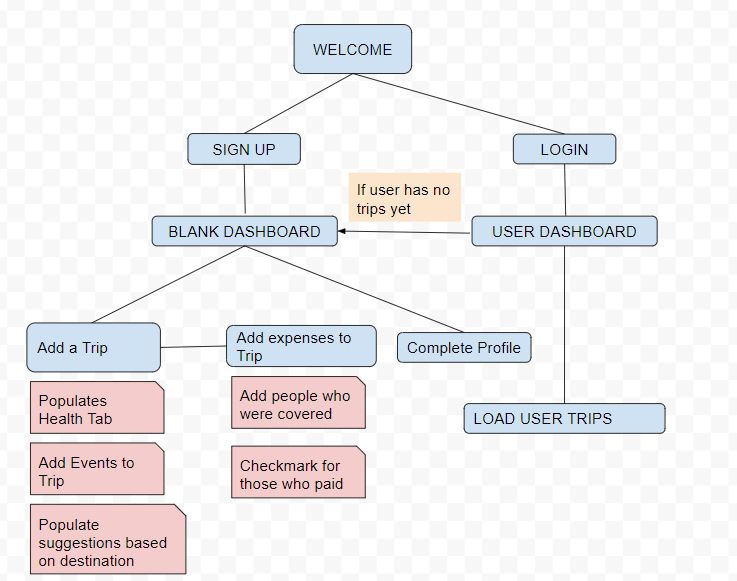 WELCOME
SIGN UP
LOGIN
If user has no
trips yet
BLANK DASHBOARD
USER DASHBOARD
Add a Trip
Add expenses to
Trip
Complete Profile
Populates
Health Tab
Add people who
were covered
LOAD USER TRIPS
Add Events to
Trip
Checkmark for
those who paid
Populate
suggestions based
on destination